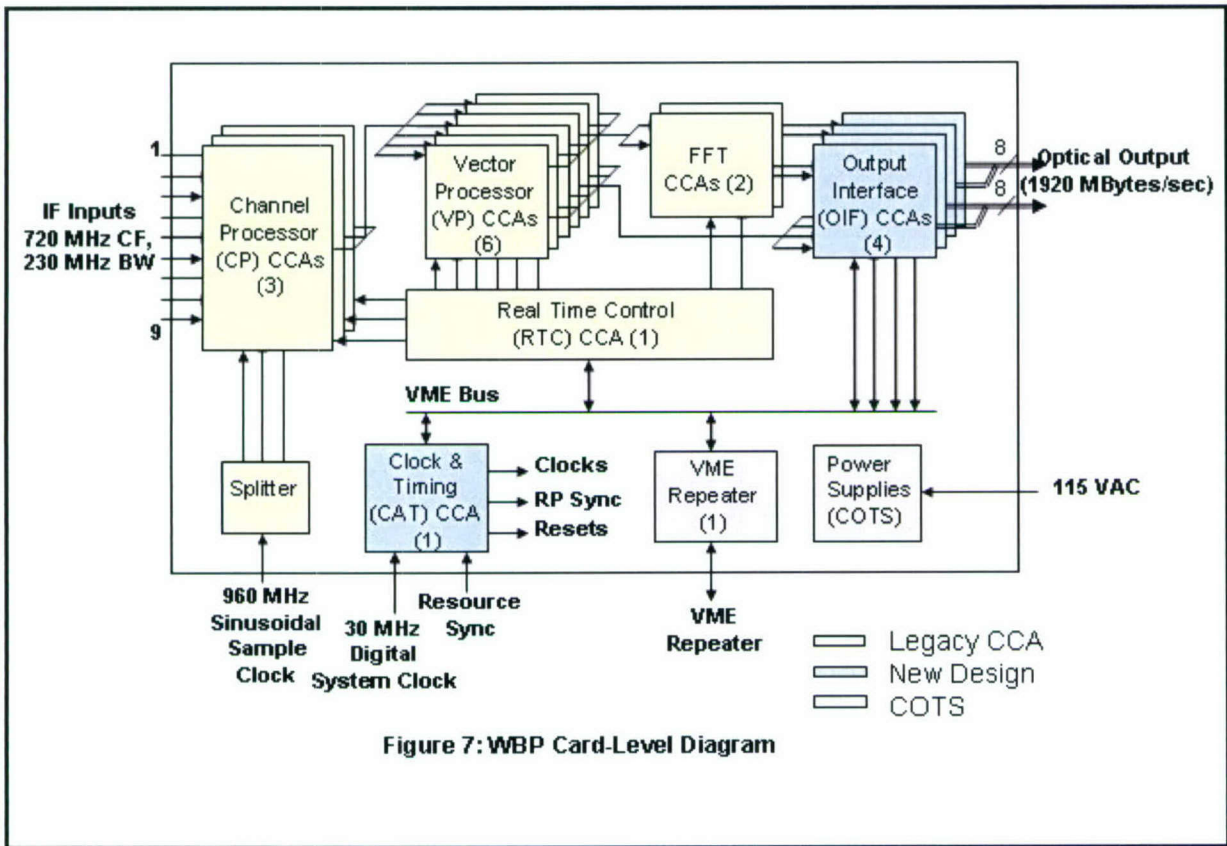 1
IF Inputs
720 MHz CF,
230 MHz BW
9
Channel
Processor
(CP) CCAs
(3)
Vector
Processor
(VP) CCAs
(6)
FFT
CCAs (2)
Output
Interface
(OIF) CCAs
(4)
8
8
Optical Output
(1920 MBytes/sec)
Real Time Control
(RTC) CCA (1)
VME Bus
Splitter
Clock &
Timing
(CAT) CCA
(1)
Clocks
RP Sync
Resets
VME
Repeater
(1)
Power
Supplies
(COTS)
115 VAC
960 MHz
Sinusoidal
Sample
Clock
30 MHz
Digital
System Clock
Resource
Sync
VME
Repeater
Legacy CCA
New Design
COTS
Figure 7: WBP Card-Level Diagram